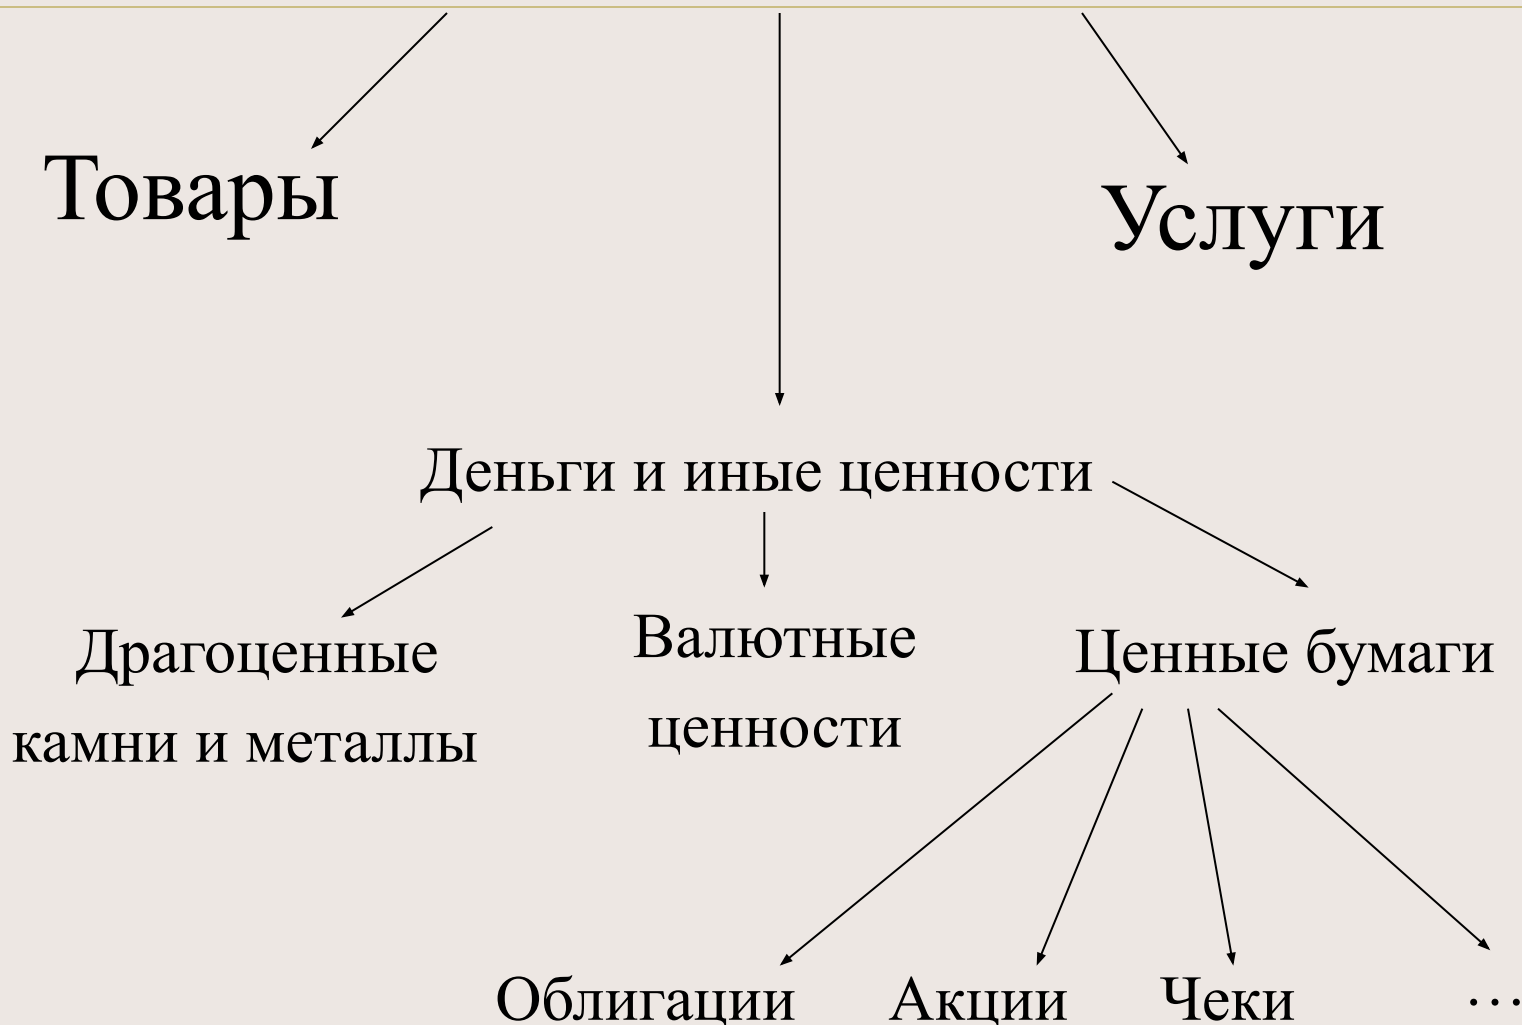 Товары
Услуги
Деньги и иные ценности
Драгоценные
камни и металлы
Валютные
ценности
Ценные бумаги
Облигации
Акции
Чеки
…